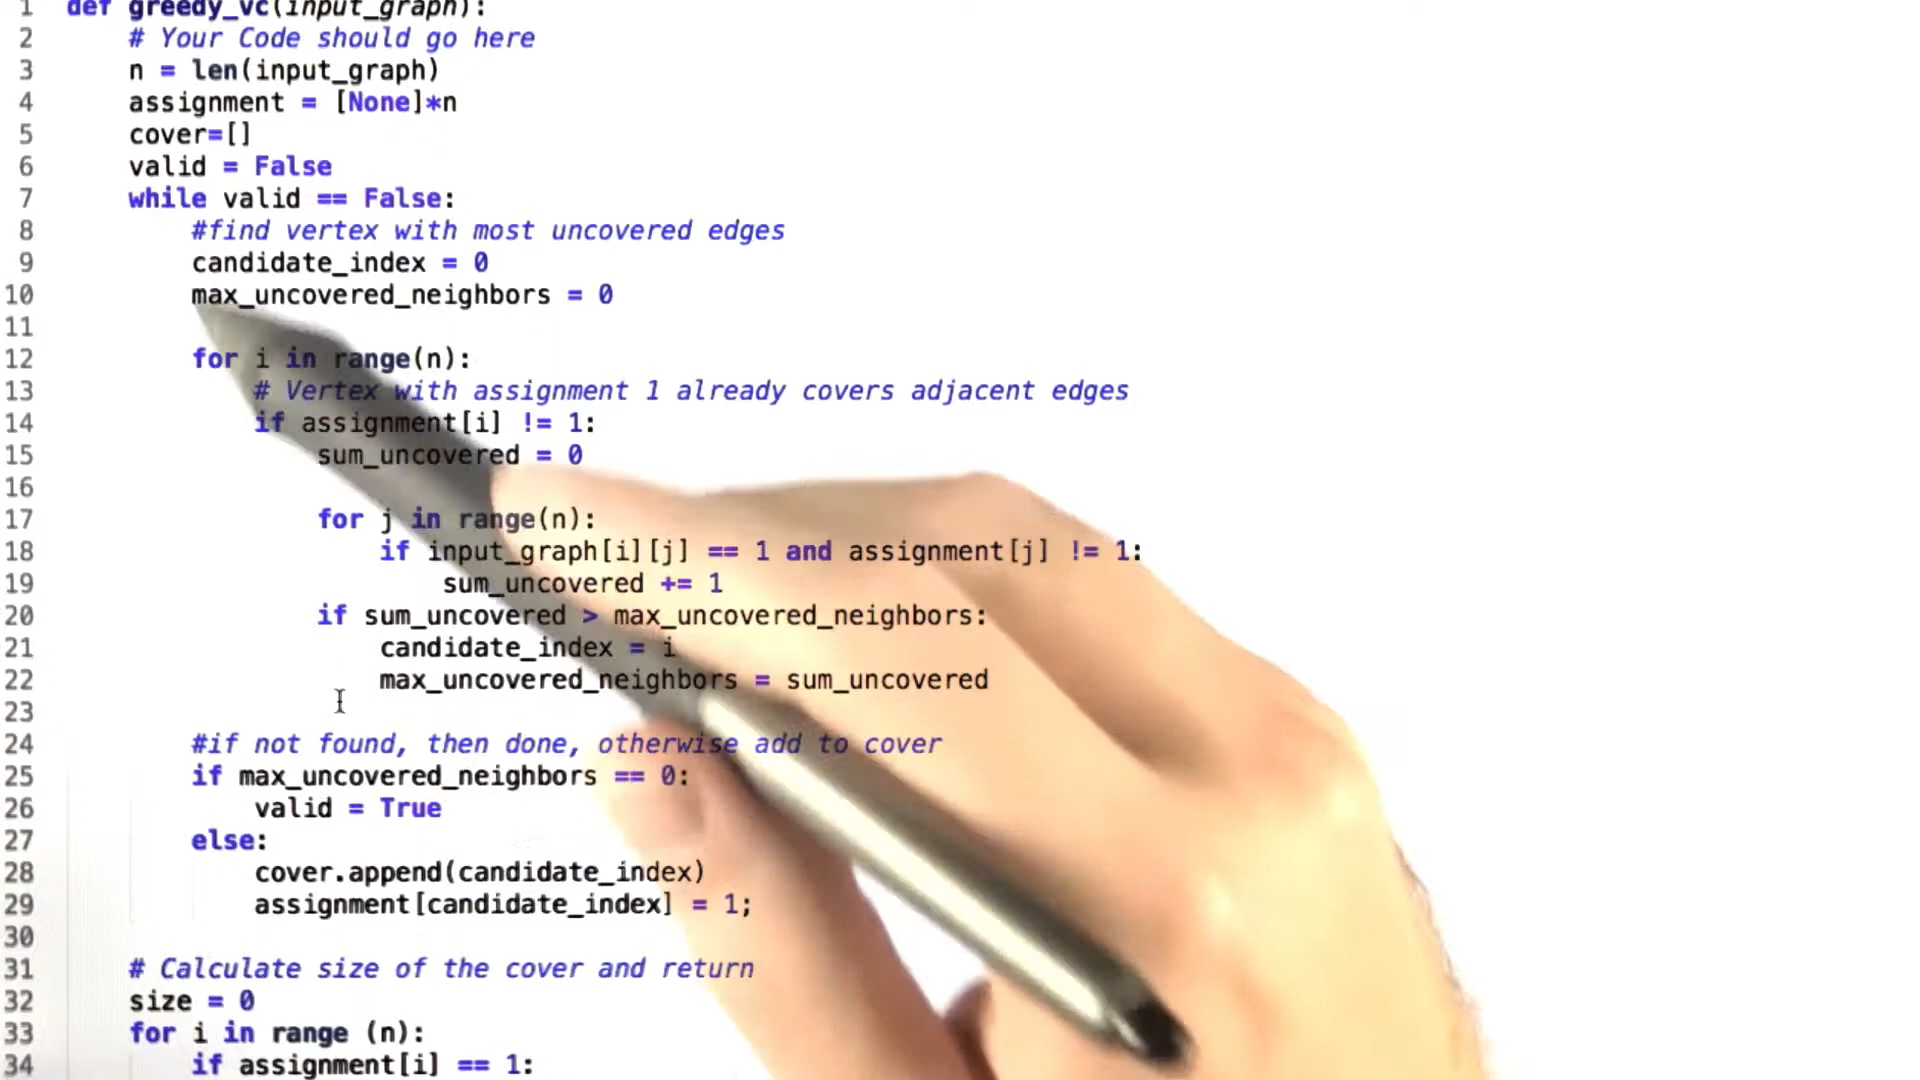 1 def greedy_vc(input_graph):
2 # Your Code should go here
3 n = len(input_graph)
4 assignment = [None]*n
5 cover=[]
6 valid = False
7 while valid == False:
8 #find vertex with most uncovered edges
9 candidate_index = 0
10 max_uncovered_neighbors = 0
11
12 for i in range(n):
13 # Vertex with assignment 1 already covers adjacent edges
14 if assignment[i] != 1:
15 sum_uncovered = 0
16
17 for j in range(n):
18 if input_graph[i][j] == 1 and assignment[j] != 1:
19 sum_uncovered += 1
20 if sum_uncovered > max_uncovered_neighbors:
21 candidate_index = i
22 max_uncovered_neighbors = sum_uncovered
23
24 #if not found, then done, otherwise add to cover
25 if max_uncovered_neighbors == 0:
26 valid = True
27 else:
28 cover.append(candidate_index)
29 assignment[candidate_index] = 1;
30
31 # Calculate size of the cover and return
32 size = 0
33 for i in range (n):
34 if assignment[i] == 1: